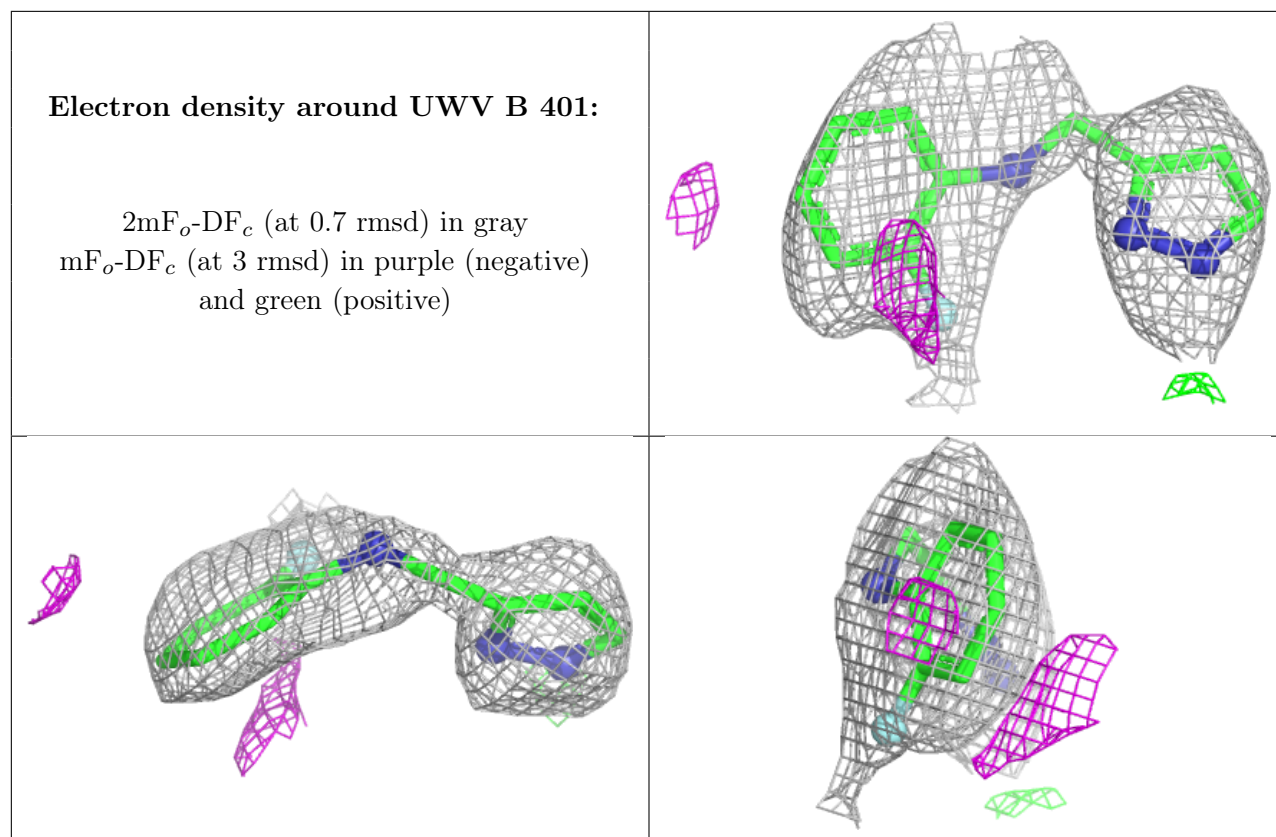 Electron density around UWV B 401:
2mFo-DFc (at 0.7 rmsd) in gray
mFo-DFc (at 3 rmsd) in purple (negative)
and green (positive)